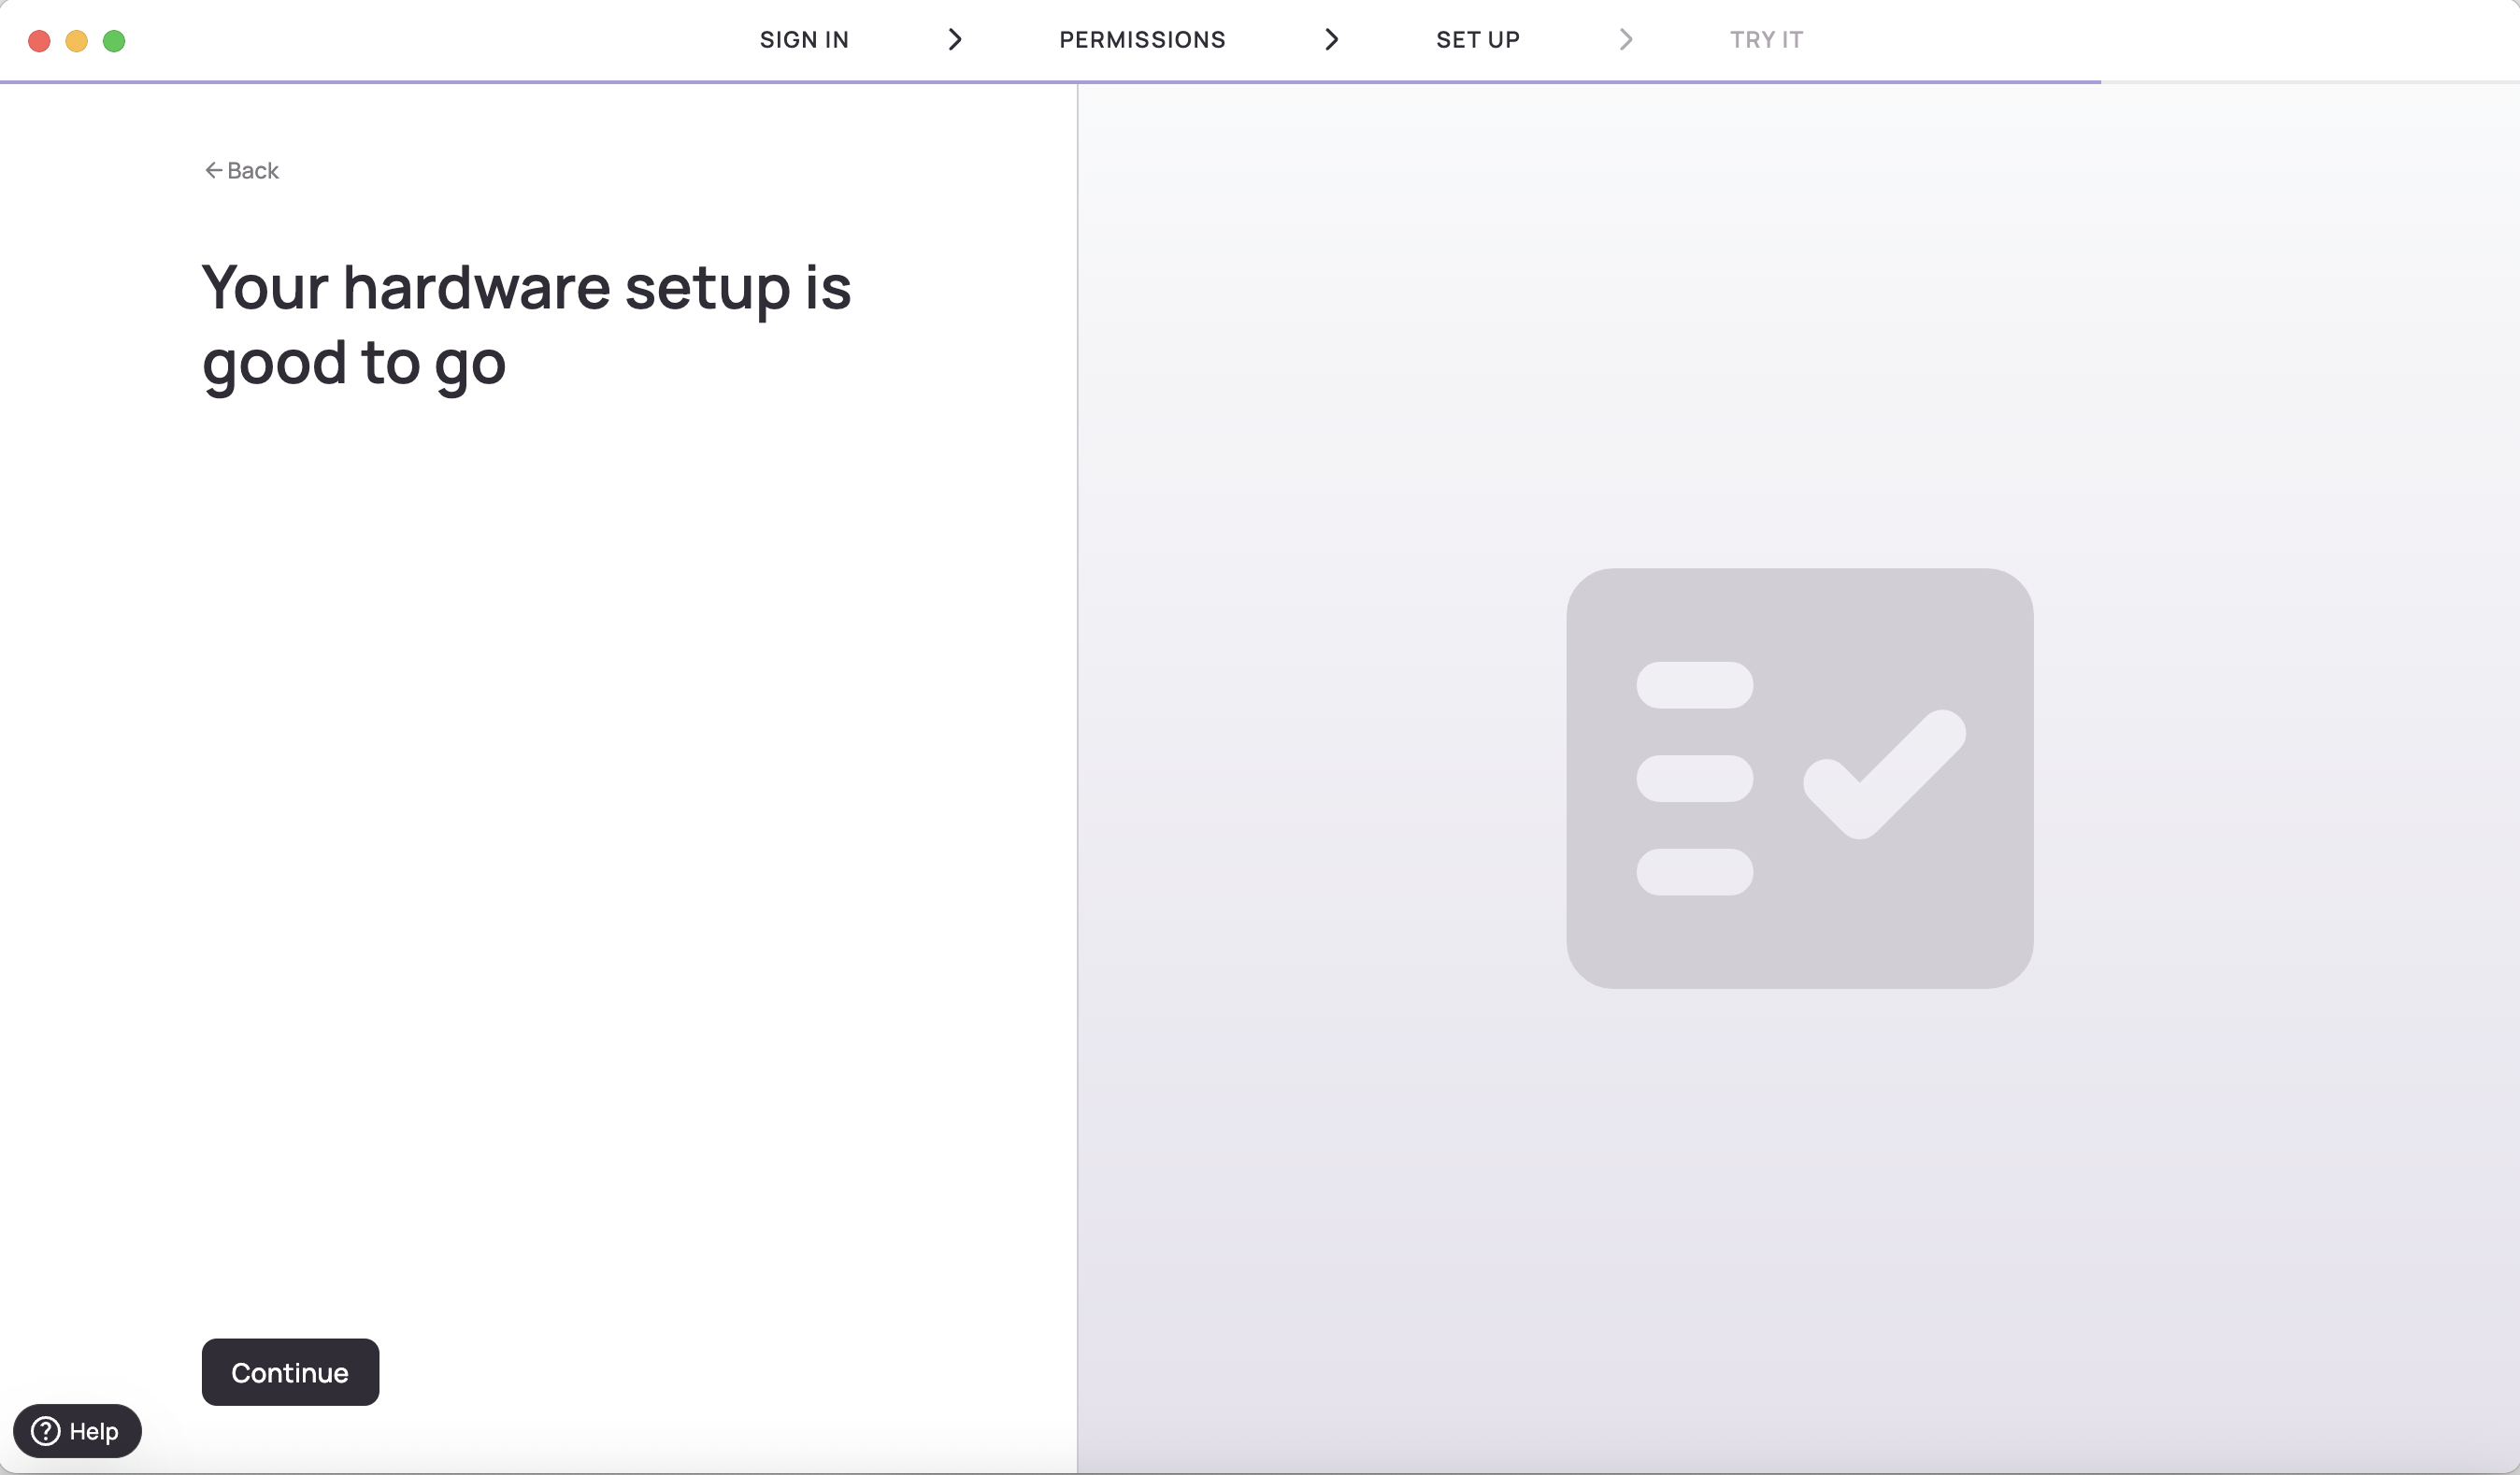 SIGN IN
PERMISSIONS
SET UP
TRY IT
Back
Your hardware setup is
good to go
Continue
Help